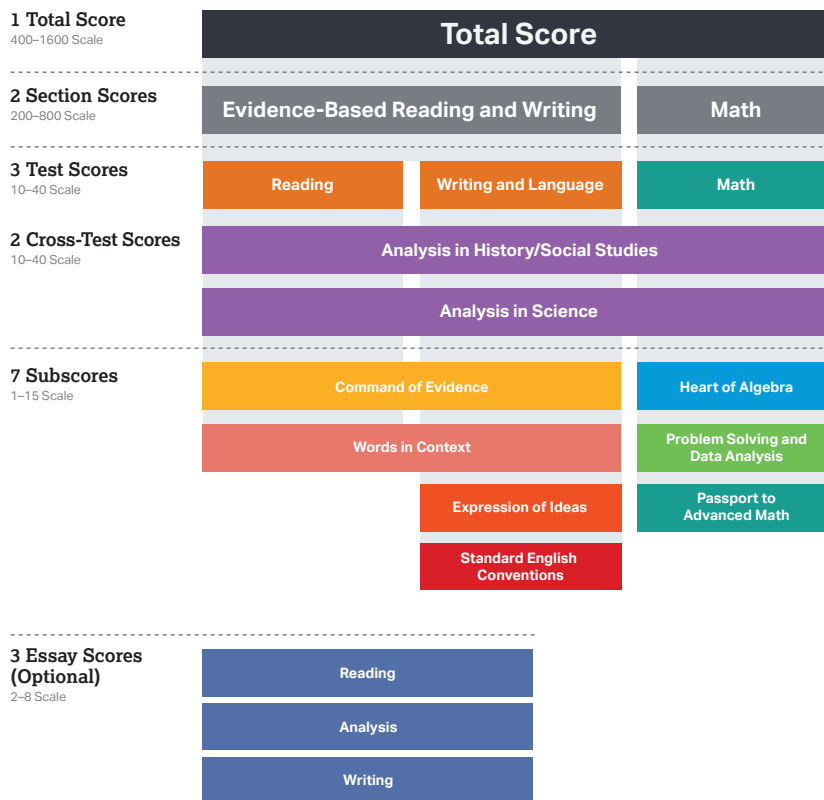 1 Total Score
400–1600 Scale
Total Score
2 Section Scores
200–800 Scale
Evidence-Based Reading and Writing
Math
3 Test Scores
10–40 Scale
Reading
Writing and Language
Math
2 Cross-Test Scores
10–40 Scale
Analysis in History/Social Studies
Analysis in Science
7 Subscores
1–15 Scale
Command of Evidence
Heart of Algebra
Words in Context
Problem Solving and
Data Analysis
Expression of Ideas
Passport to
Advanced Math
Standard English
Conventions
3 Essay Scores
(Optional)
2–8 Scale
Reading
Analysis
Writing